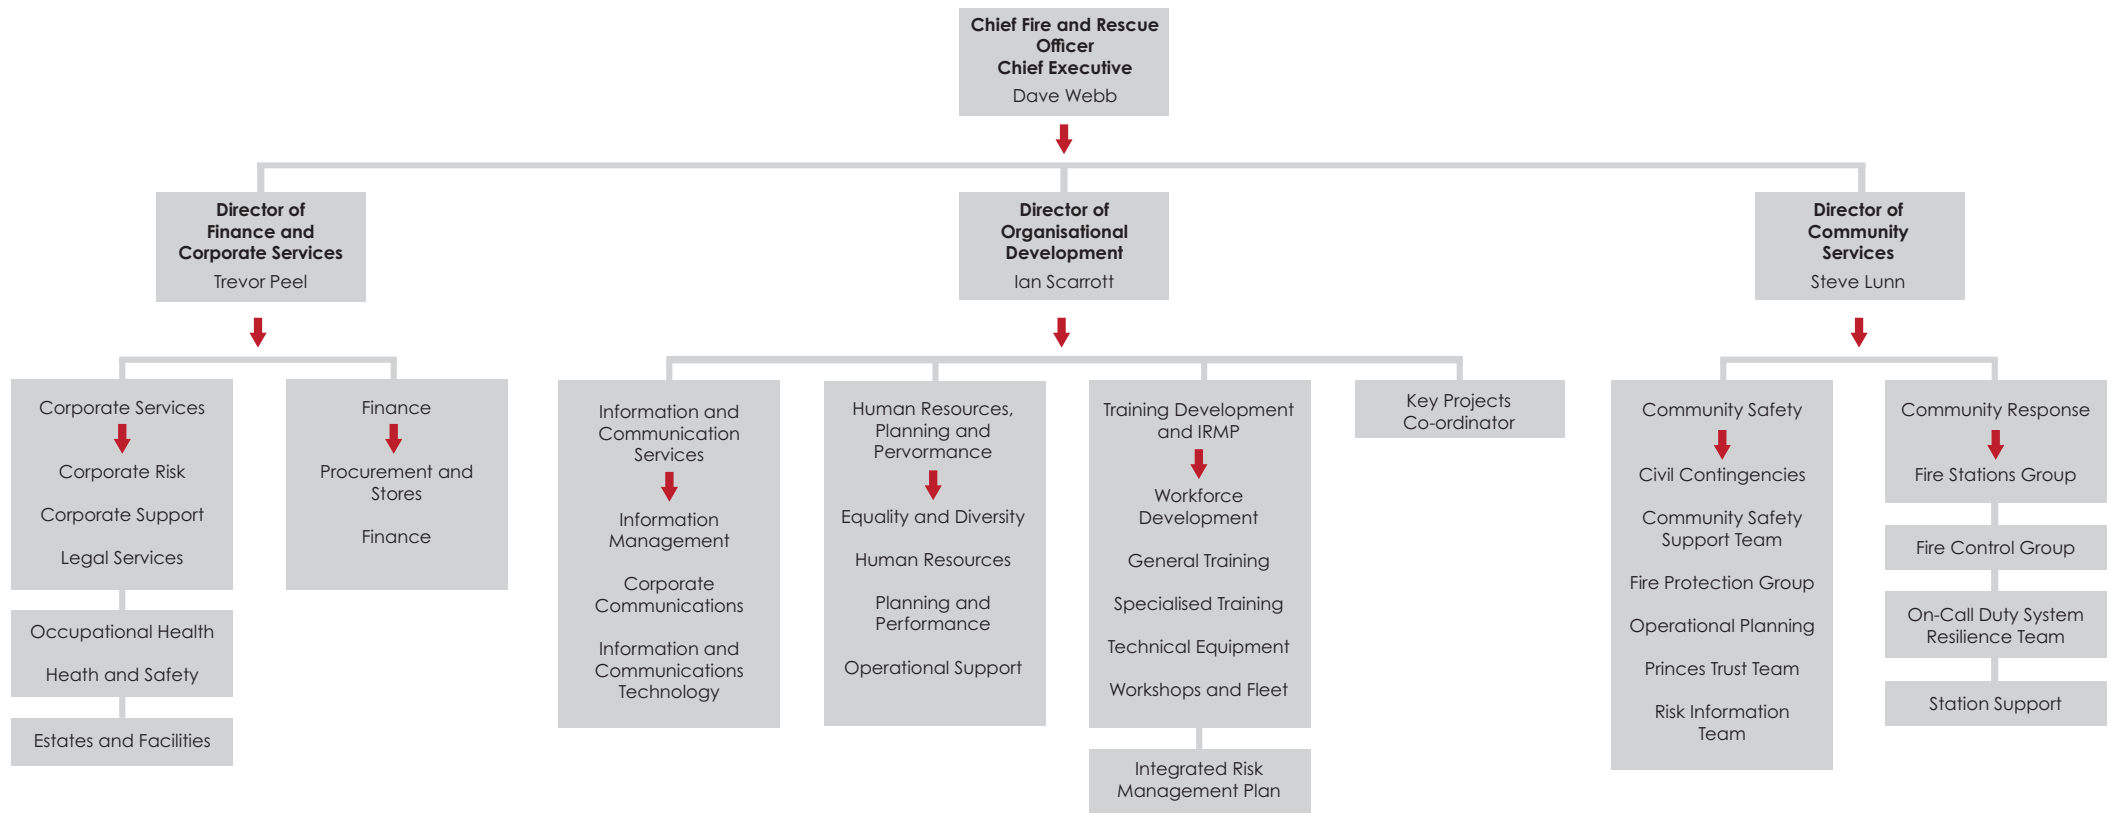 Chief Fire and Rescue
Officer
Chief Executive
Dave Webb
Director of
Finance and
Corporate Services
Trevor Peel
Director of
Organisational
Development
Ian Scarrott
Director of
Community
Services
Steve Lunn
Corporate Services
Corporate Risk
Corporate Support
Legal Services
Occupational Health
Heath and Safety
Estates and Facilities
Finance
Procurement and
Stores
Finance
Information and
Communication
Services
Information
Management
Corporate
Communications
Information and
Communications
Technology
Human Resources,
Planning and
Pervormance
Equality and Diversity
Human Resources
Planning and
Performance
Operational Support
Training Development
and IRMP
Workforce
Development
General Training
Specialised Training
Technical Equipment
Workshops and Fleet
Integrated Risk
Management Plan
Key Projects
Co-ordinator
Community Safety
Civil Contingencies
Community Safety
Support Team
Fire Protection Group
Operational Planning
Princes Trust Team
Risk Information
Team
Community Response
Fire Stations Group
Fire Control Group
On-Call Duty System
Resilience Team
Station Support